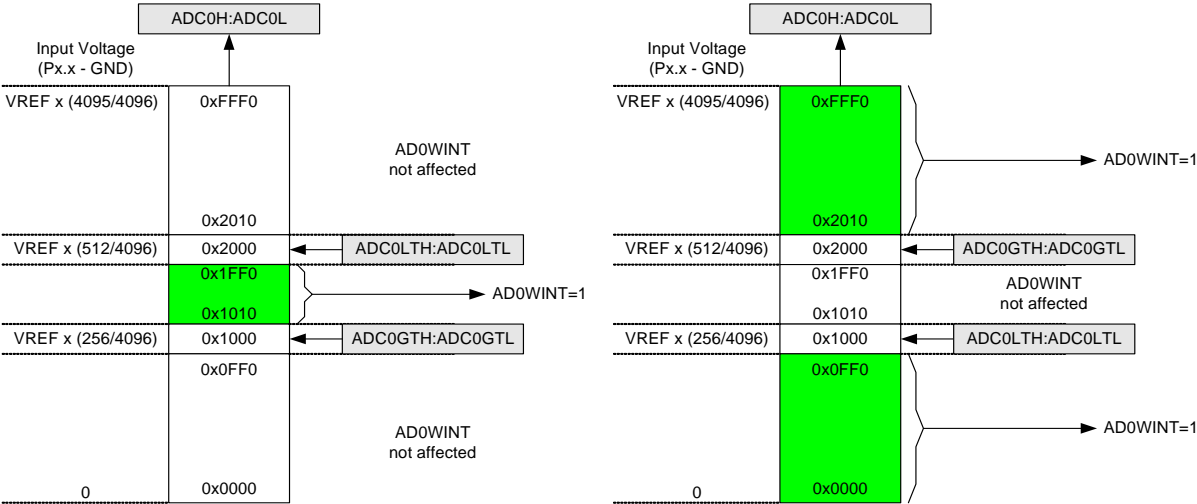 ADC0H:ADC0L
Input Voltage
(Px.x - GND)
VREF x (4095/4096)
0xFFF0
AD0WINT
not affected
0x2010
VREF x (512/4096)
0x2000
ADC0LTH:ADC0LTL
0x1FF0
AD0WINT=1
0x1010
VREF x (256/4096)
0x1000
ADC0GTH:ADC0GTL
0x0FF0
AD0WINT
not affected
0
0x0000
ADC0H:ADC0L
Input Voltage
(Px.x - GND)
VREF x (4095/4096)
0xFFF0
AD0WINT=1
0x2010
VREF x (512/4096)
0x2000
ADC0GTH:ADC0GTL
0x1FF0
AD0WINT
not affected
0x1010
VREF x (256/4096)
0x1000
ADC0LTH:ADC0LTL
0x0FF0
AD0WINT=1
0
0x0000